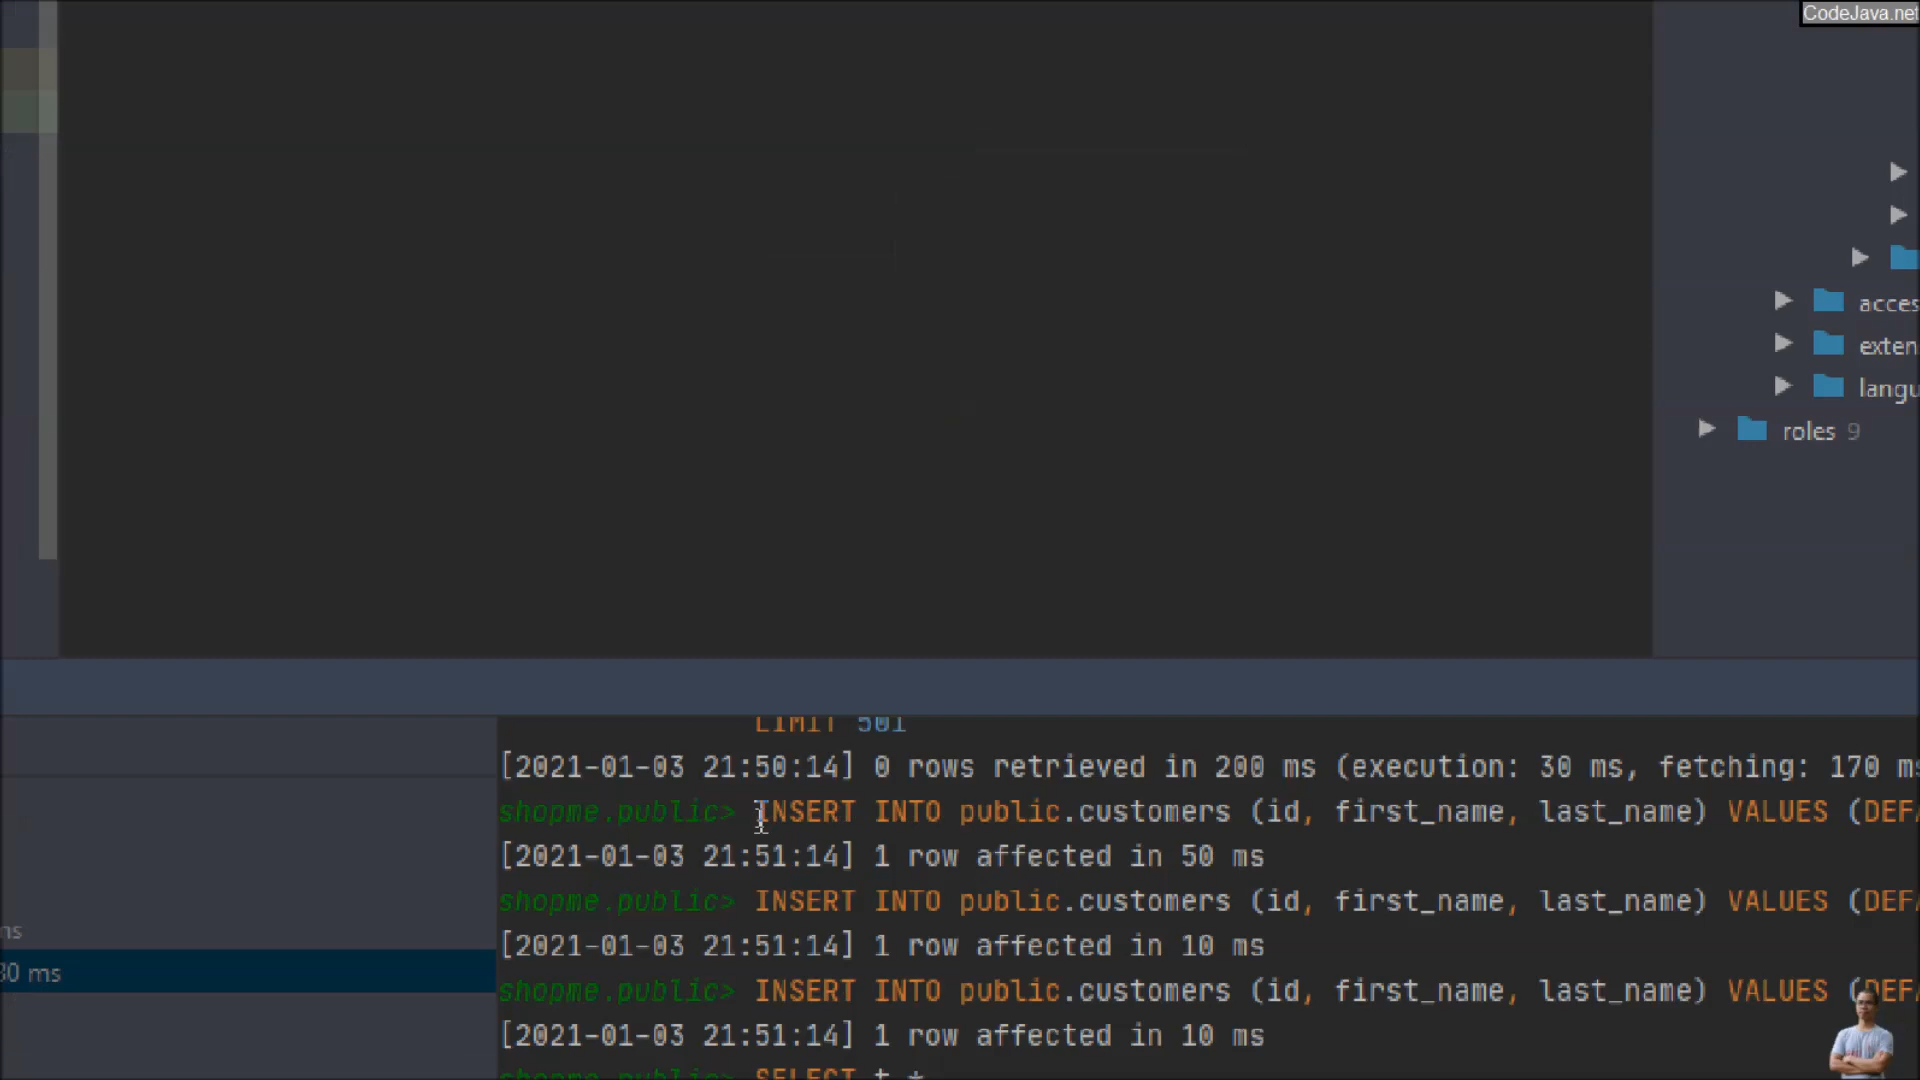 CodeJava.net
acces
exten
langu
roles 9
LIMIT 501
[2021-01-03 21:50:14] 0 rows retrieved in 200 ms (execution: 30 ms, fetching: 170 ms
shopme.public> INSERT INTO public.customers (id, first_name, last_name) VALUES (DEFA
[2021-01-03 21:51:14] 1 row affected in 50 ms
shopme.public> INSERT INTO public.customers (id, first_name, last_name) VALUES (DEFA
ms
[2021-01-03 21:51:14] 1 row affected in 10 ms
30 ms
shopme.public> INSERT INTO public.customers (id, first_name, last_name) VALUES (DEF
[2021-01-03 21:51:14] 1 row affected in 10 ms
shopme.public> SELECT t.*